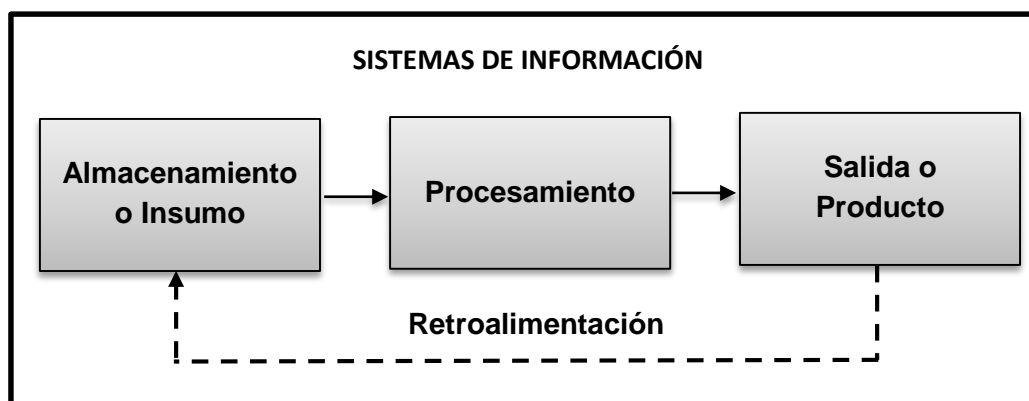 SISTEMAS DE INFORMACIÓN
Almacenamiento
o Insumo
Procesamiento
Salida o
Producto
Retroalimentación